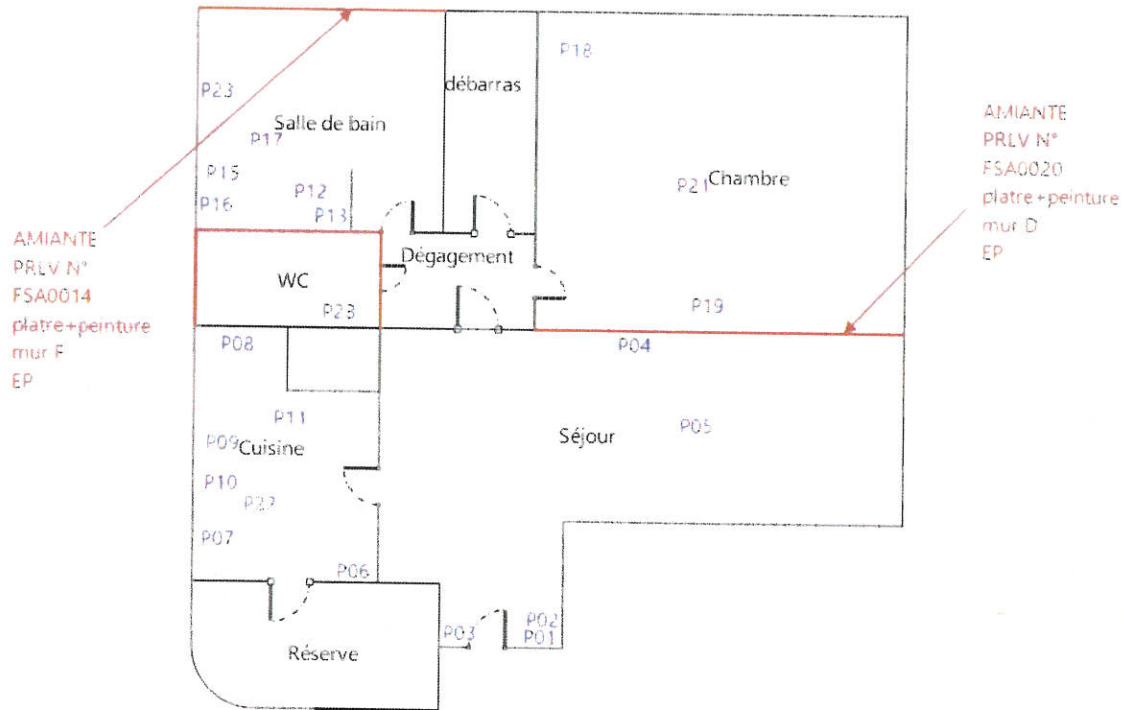 P18
débarras
P23
Salle de bain
P17
AMIANTE
PRLV N°
FSA0020
platre+peinture
mur D
EP
P15
P12
P21
Chambre
P16
P13
AMIANTE
PRLV N°
FSA0014
platre+peinture
mur F
EP
Dégagement
WC
P23
P19
P08
P04
P11
P05
P09
Cuisine
Séjour
P10
P22
P07
P06
P02
P03
P01
Réserve